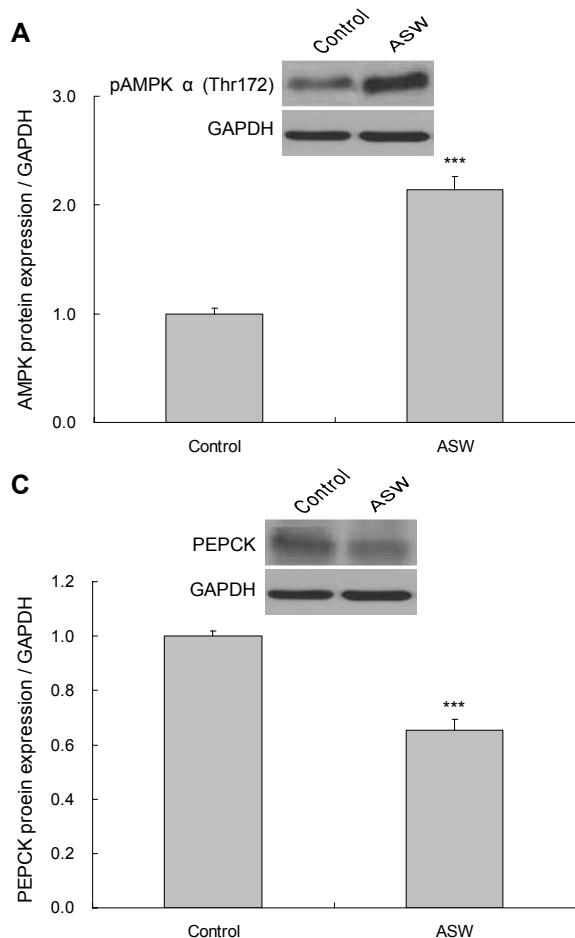 A
Control ASW
pAMPK α (Thr172)
GAPDH
AMPK protein expression / GAPDH
3.0
2.0
1.0
0.0
***
Control ASW
C
Control ASW
PEPCK
GAPDH
PEPCK proein expression / GAPDH
1.2
1.0
0.8
0.6
0.4
0.2
0.0
***
Control ASW